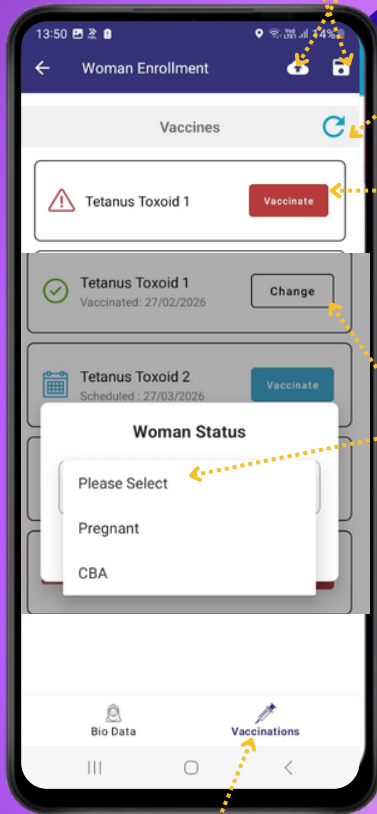 13:50
34%
Woman Enrollment
Vaccines
Tetanus Toxoid 1
Vaccinate
Tetanus Toxoid 1
Vaccinated: 27/02/2026
Change
Tetanus Toxoid 2
Scheduled : 27/03/2026
Vaccinate
Woman Status
Please Select
Pregnant
CBA
Bio Data
Vaccinations